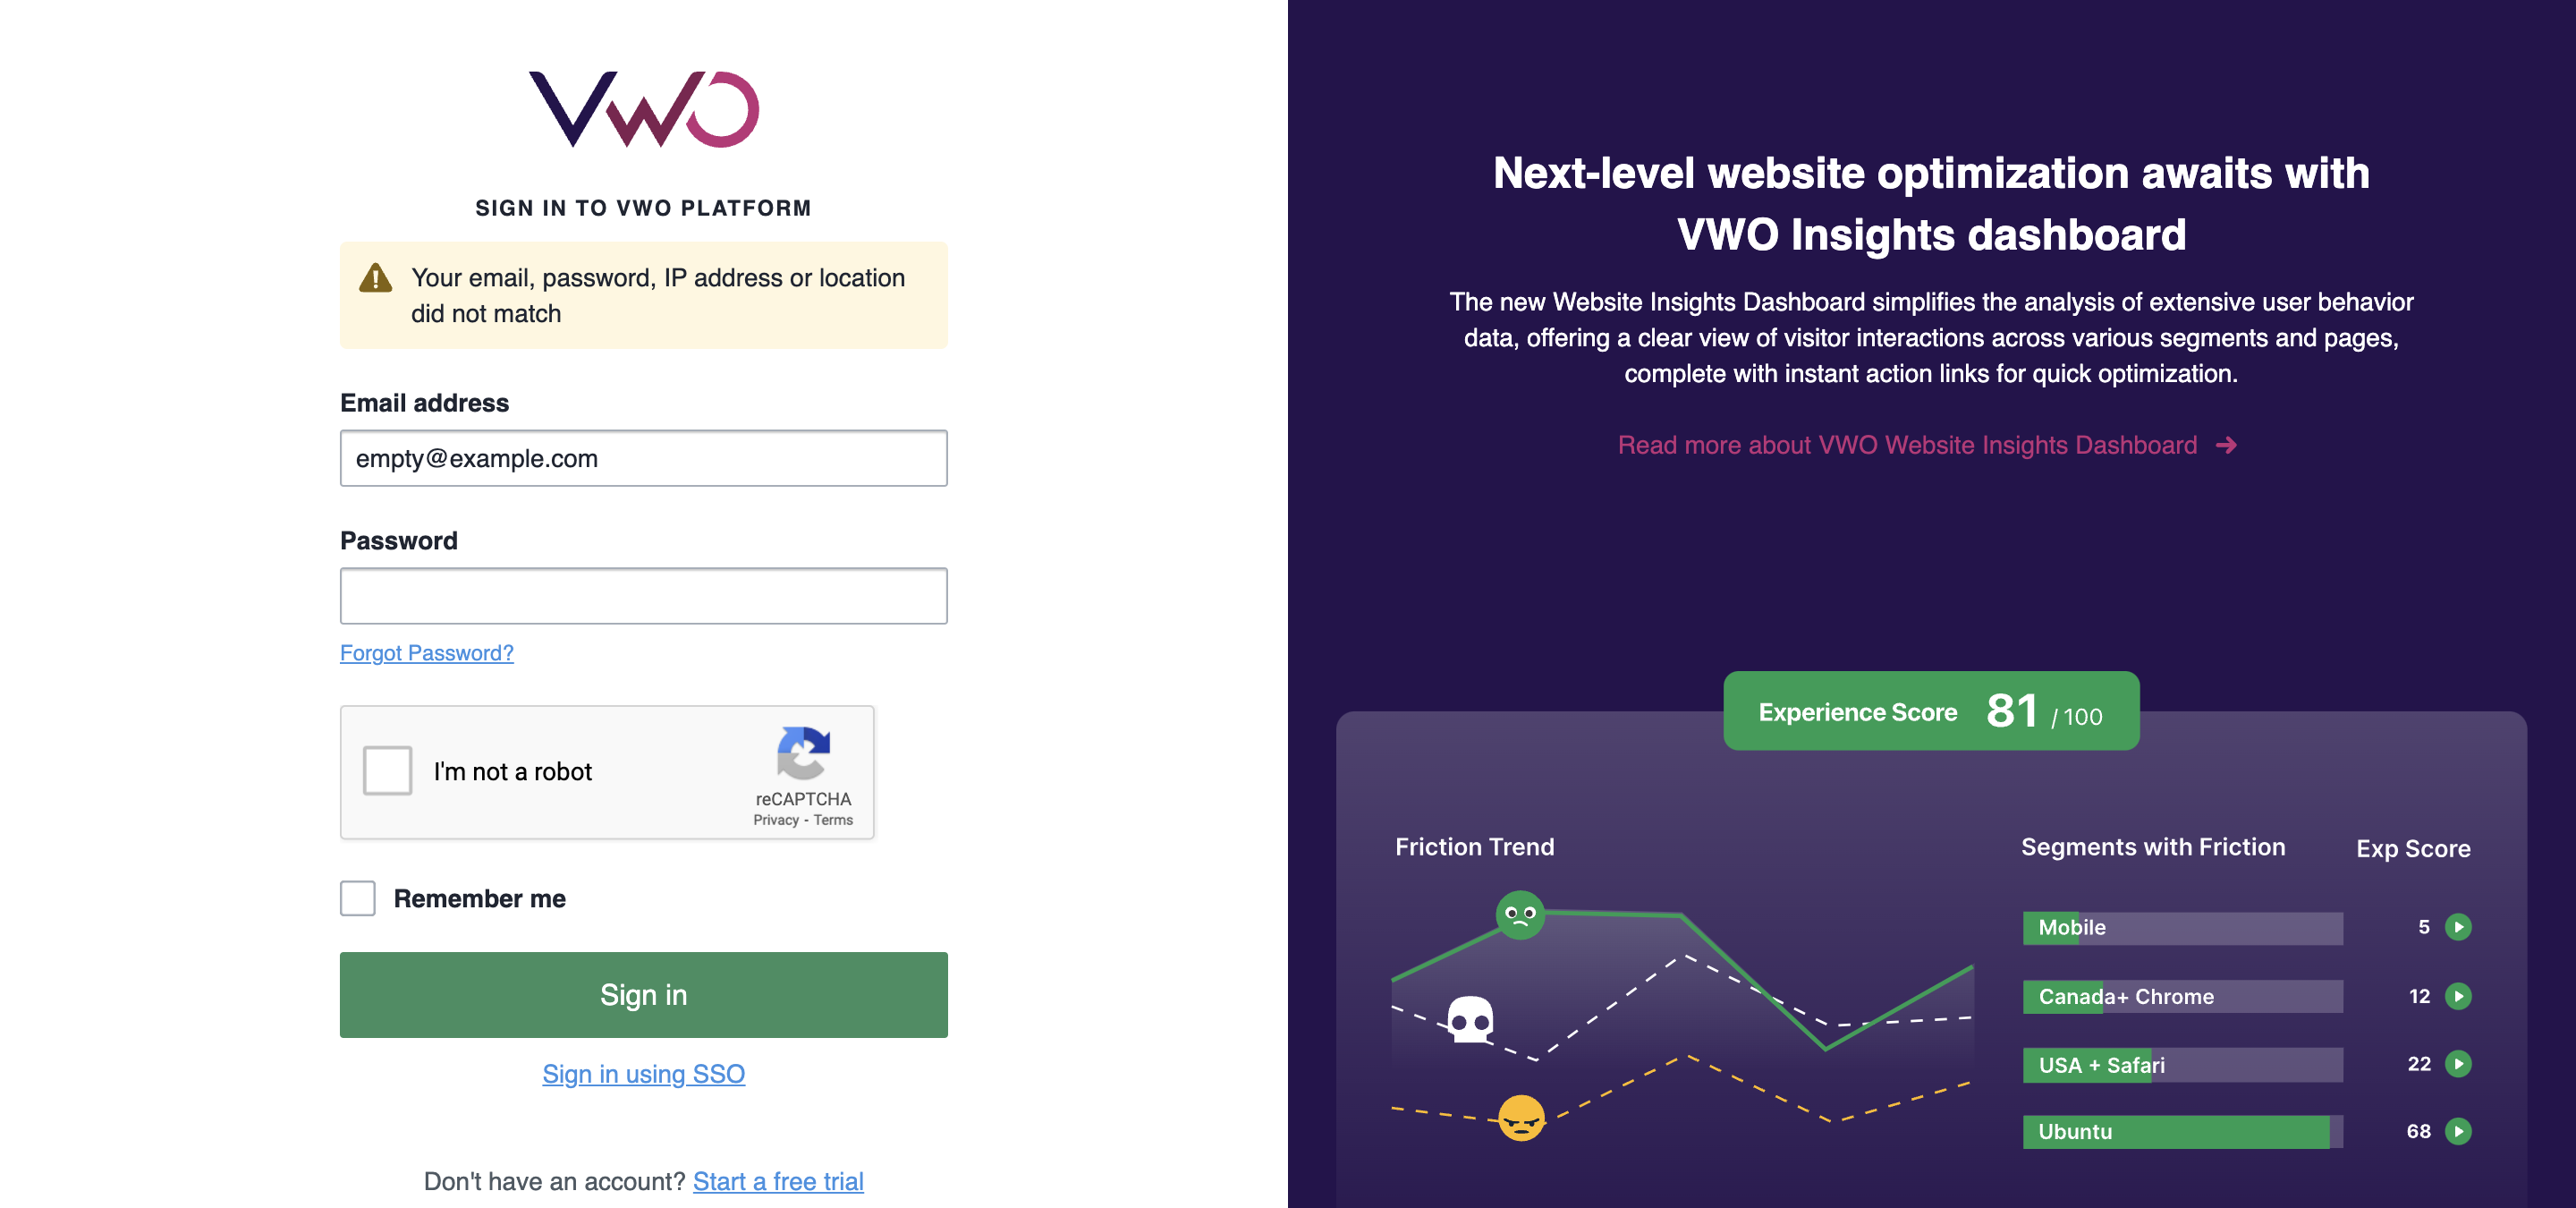 VWO
SIGN IN TO VWO PLATFORM
Your email, password, IP address or location
did not match
Email address
empty@example.com
Password
Forgot Password?
I'm not a robot
reCAPTCHA
Privacy - Terms
Remember me
Sign in
Sign in using SSO
Don't have an account? Start a free trial
Next-level website optimization awaits with
VWO Insights dashboard
The new Website Insights Dashboard simplifies the analysis of extensive user behavior
data, offering a clear view of visitor interactions across various segments and pages,
complete with instant action links for quick optimization.
Read more about VWO Website Insights Dashboard
Experience Score 81 / 100
Friction Trend
Segments with Friction Exp Score
Mobile 5
Canada+ Chrome 12
USA + Safari 22
Ubuntu 68